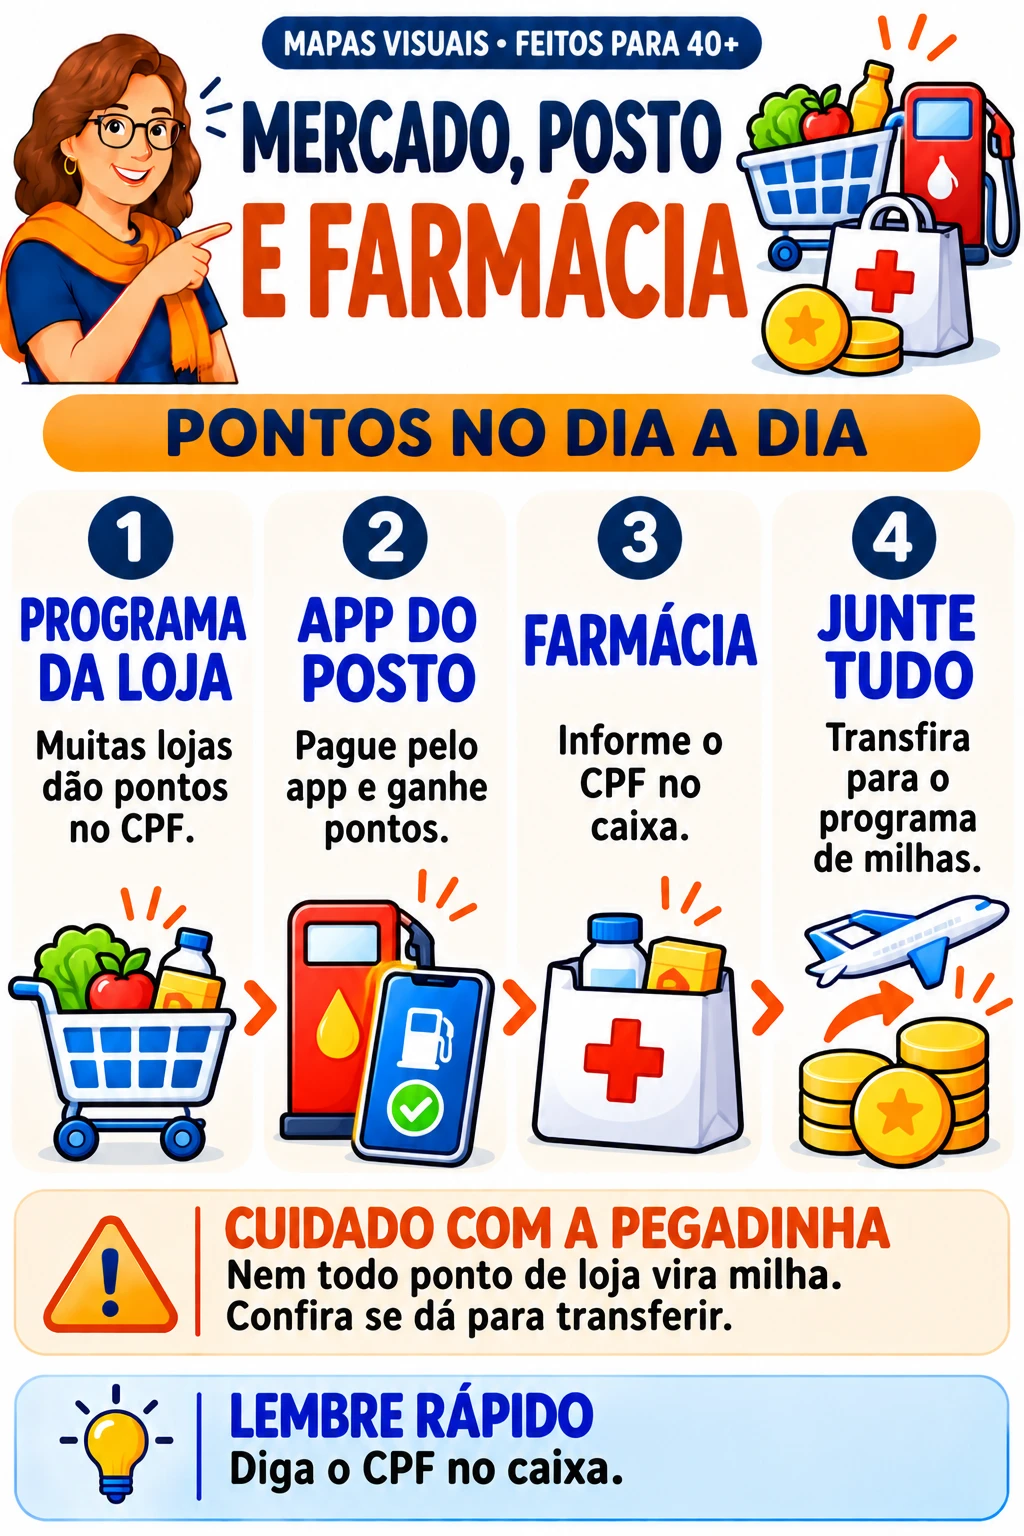 MAPAS VISUAIS • FEITOS PARA 40+
MERCADO, POSTO
E FARMÁCIA
PONTOS NO DIA A DIA
1
PROGRAMA
DA LOJA
Muitas lojas
dão pontos
no CPF.
2
APP DO
POSTO
Pague pelo
app e ganhe
pontos.
3
FARMÁCIA
Informe o
CPF no
caixa.
4
JUNTE
TUDO
Transfira
para o
programa
de milhas.
CUIDADO COM A PEGADINHA
Nem todo ponto de loja vira milha.
Confira se dá para transferir.
LEMBRE RÁPIDO
Diga o CPF no caixa.